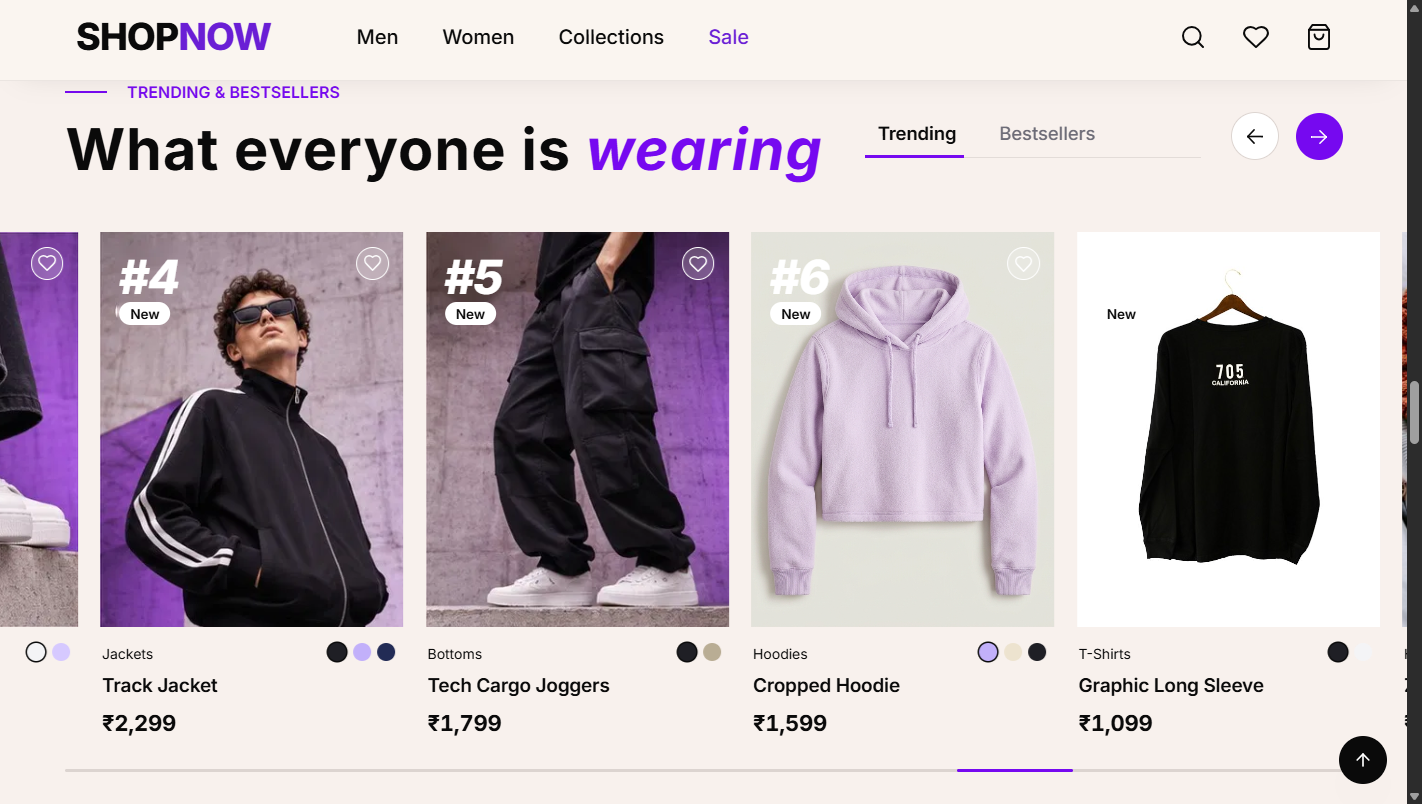 SHOPNOW
Men
Women
Collections
Sale
TRENDING & BESTSELLERS
What everyone is wearing
Trending
Bestsellers
#4
New
#5
New
#6
New
New
705
CALIFORNIA
Jackets
Track Jacket
₹2,299
Bottoms
Tech Cargo Joggers
₹1,799
Hoodies
Cropped Hoodie
₹1,599
T-Shirts
Graphic Long Sleeve
₹1,099